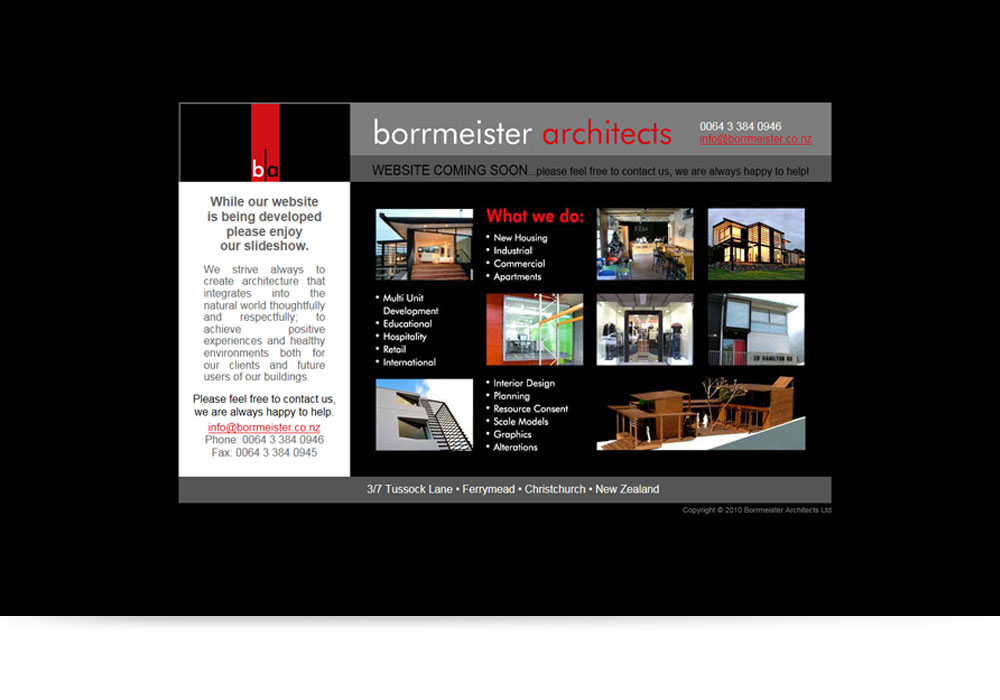 b a
borrmeister architects
0064 3 384 0946
info@borrmeister.co.nz
WEBSITE COMING SOON...please feel free to contact us, we are always happy to help!
While our website
is being developed
please enjoy
our slideshow.
We strive always to
create architecture that
integrates into the
natural world thoughtfully
and respectfully; to
achieve positive
experiences and healthy
environments both for
our clients and future
users of our buildings.
Please feel free to contact us,
we are always happy to help.
info@borrmeister.co.nz
Phone: 0064 3 384 0946
Fax: 0064 3 384 0945
What we do:
• New Housing
• Industrial
• Commercial
• Apartments
• Multi Unit
Development
• Educational
• Hospitality
• Retail
• International
• Interior Design
• Planning
• Resource Consent
• Scale Models
• Graphics
• Alterations
3/7 Tussock Lane • Ferrymead • Christchurch • New Zealand
Copyright © 2010 Borrmeister Architects Ltd